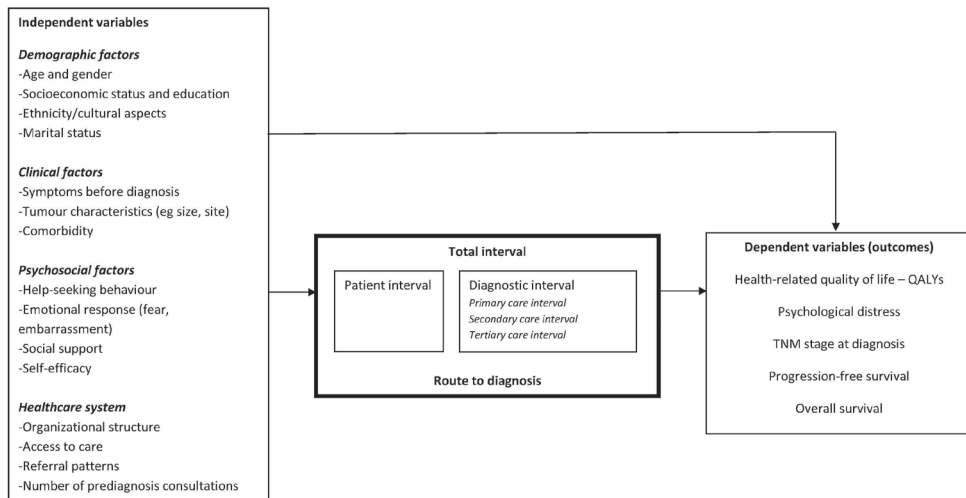 Independent variables
Demographic factors
-Age and gender
-Socioeconomic status and education
-Ethnicity/cultural aspects
-Marital status
Clinical factors
-Symptoms before diagnosis
-Tumour characteristics (eg size, site)
-Comorbidity
Psychosocial factors
-Help-seeking behaviour
-Emotional response (fear,
embarrassment)
-Social support
-Self-efficacy
Healthcare system
-Organizational structure
-Access to care
-Referral patterns
-Number of prediagnosis consultations
Total interval
Patient interval
Diagnostic interval
Primary care interval
Secondary care interval
Tertiary care interval
Route to diagnosis
Dependent variables (outcomes)
Health-related quality of life – QALYs
Psychological distress
TNM stage at diagnosis
Progression-free survival
Overall survival